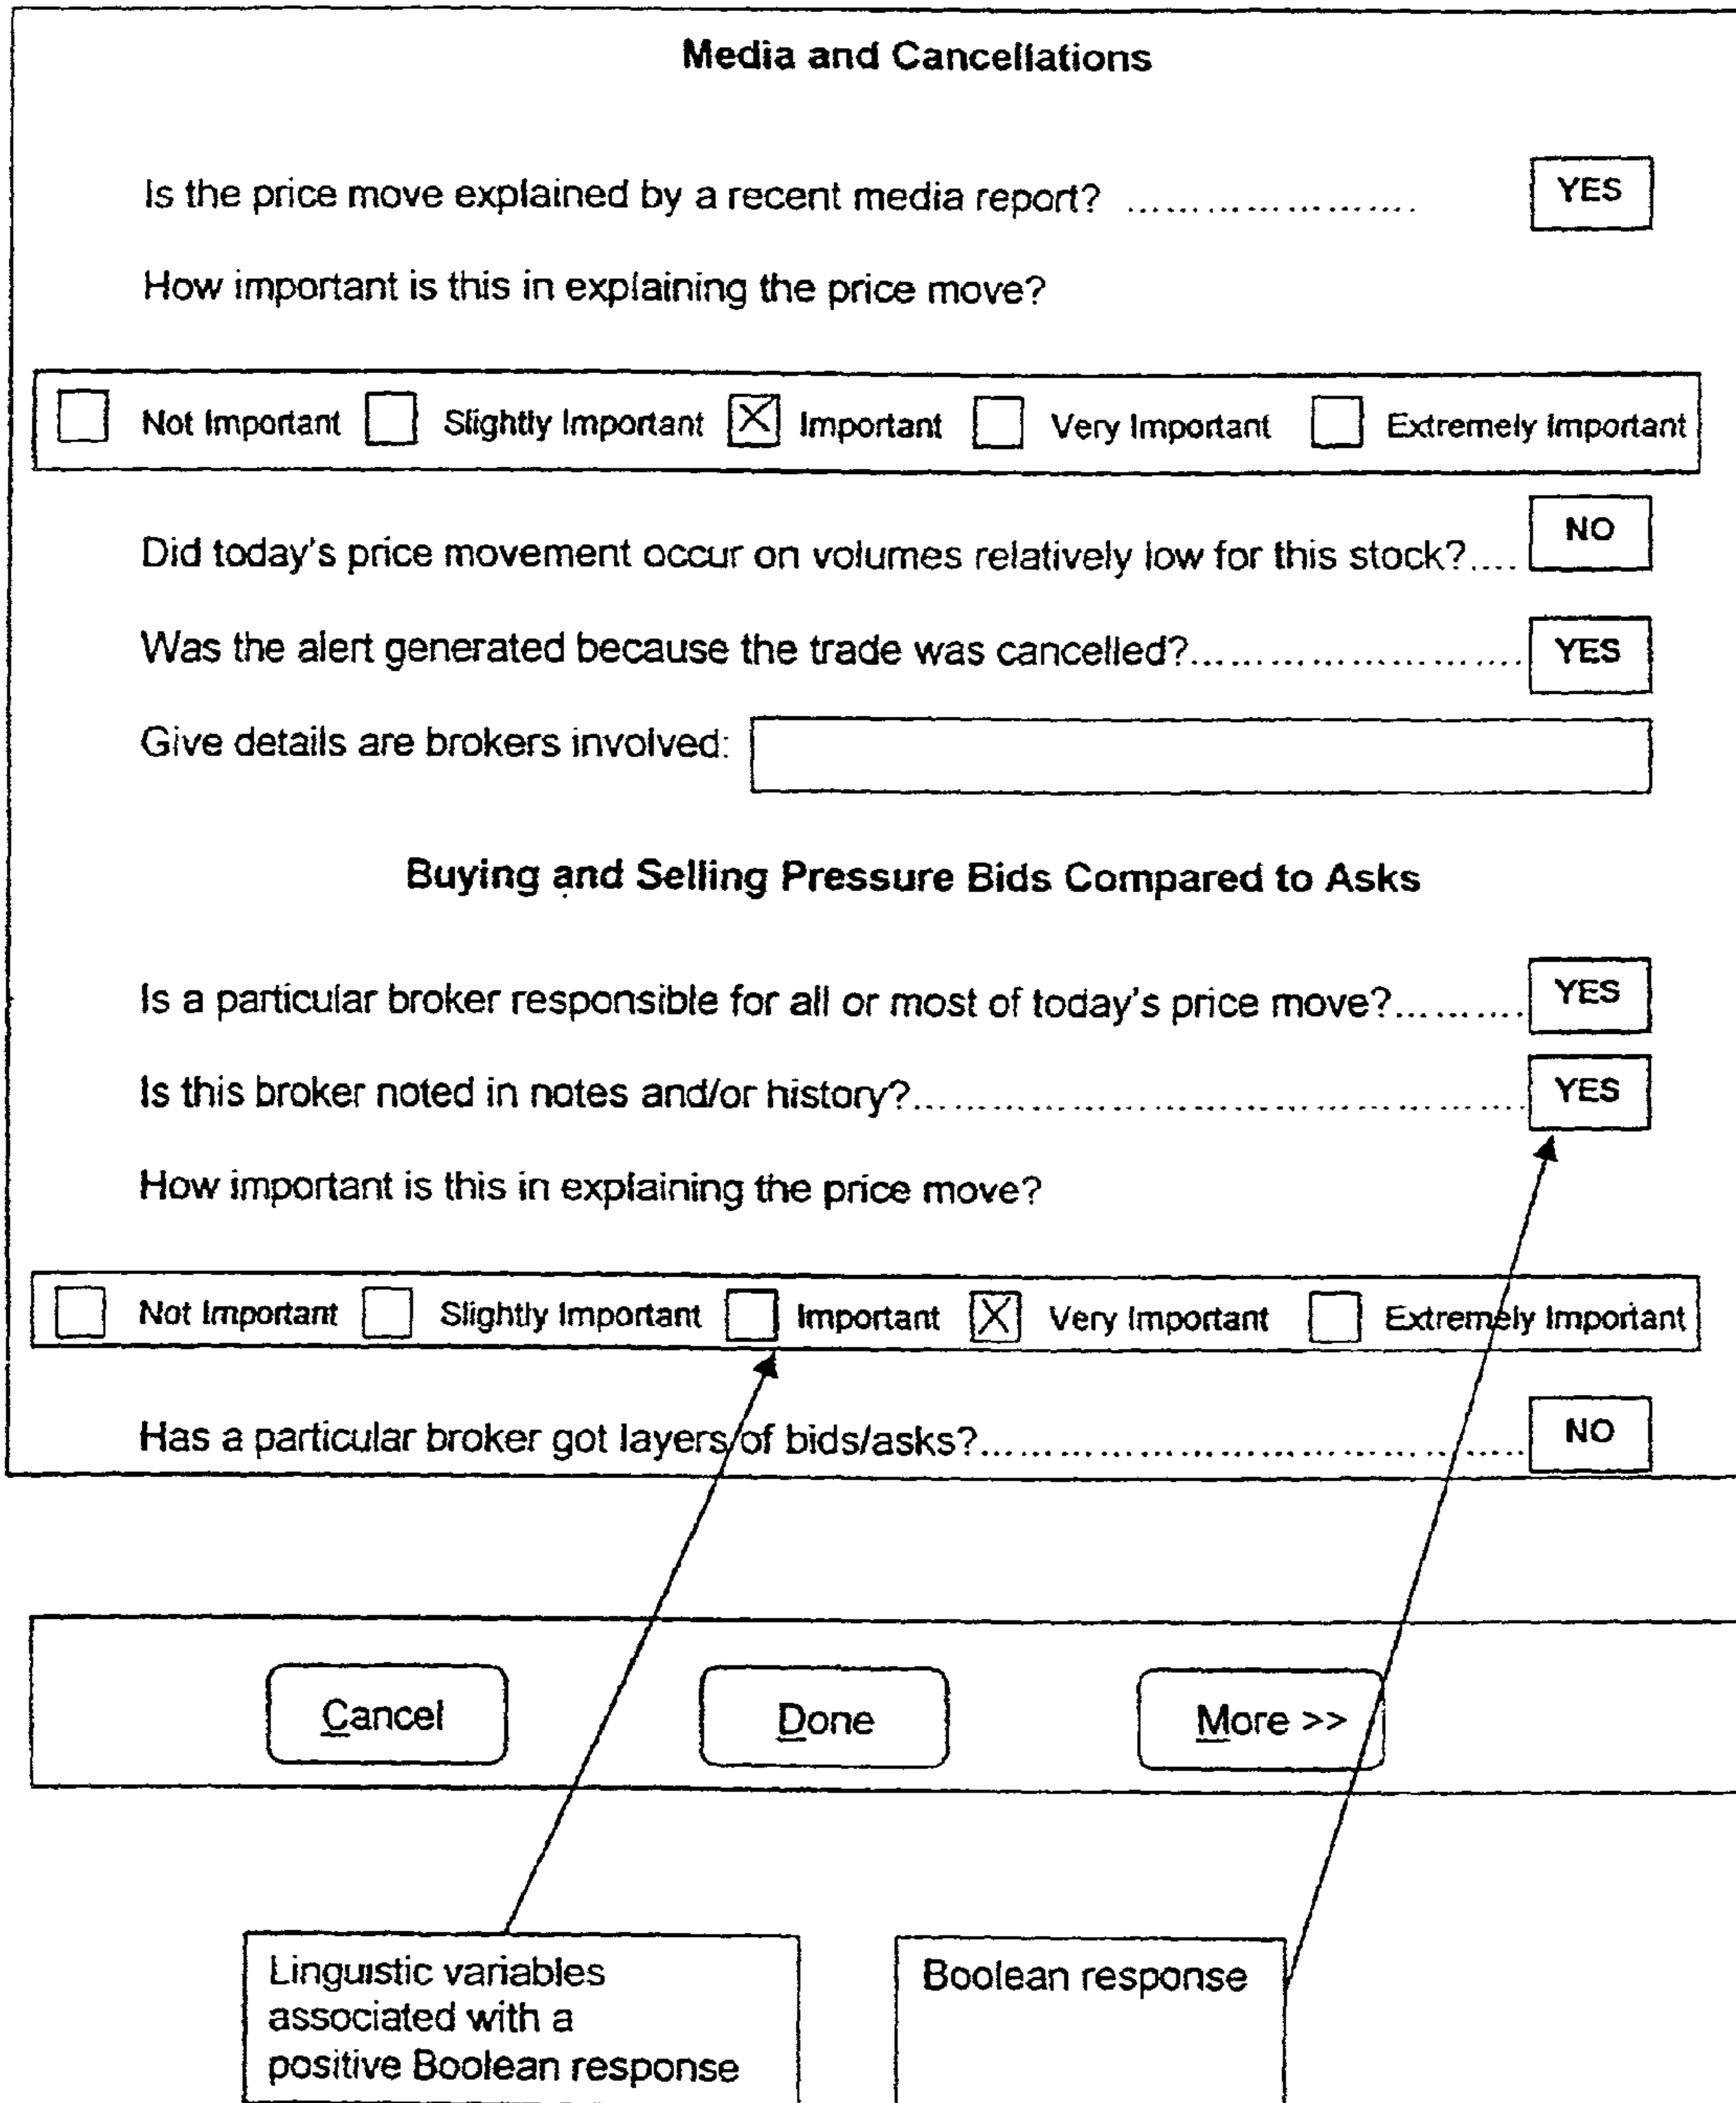 Media and Cancellations
Is the price move explained by a recent media report? ...................... YES
How important is this in explaining the price move?
Not Important Slightly Important Important Very Important Extremely Important
Did today's price movement occur on volumes relatively low for this stock?.... NO
Was the alert generated because the trade was cancelled?.......................... YES
Give details are brokers involved:
Buying and Selling Pressure Bids Compared to Asks
Is a particular broker responsible for all or most of today's price move?.......... YES
Is this broker noted in notes and/or history?................................................ YES
How important is this in explaining the price move?
Not Important Slightly Important Important Very Important Extremely Important
Has a particular broker got layers of bids/asks?........................................... NO
Cancel Done More >>
Linguistic variables
associated with a
positive Boolean response
Boolean response